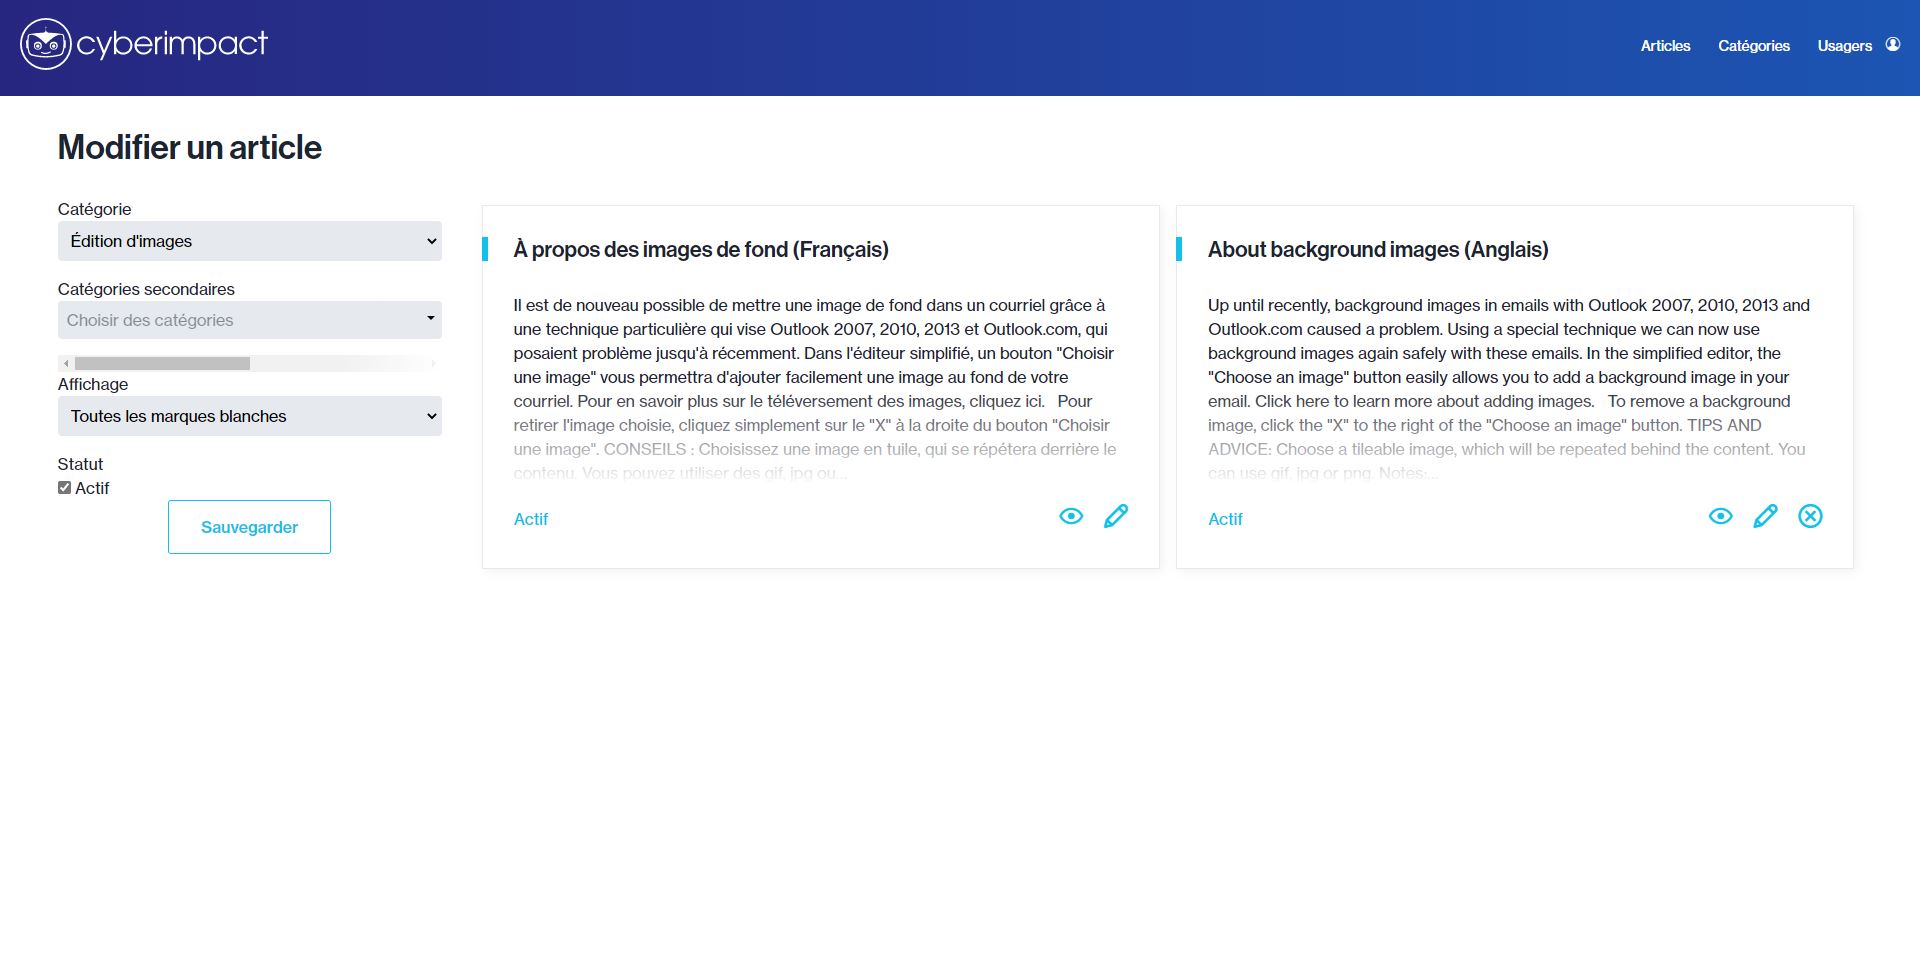 cyberimpact
Articles
Catégories
Usagers
Modifier un article
Catégorie
Édition d'images
Catégories secondaires
Choisir des catégories
Affichage
Toutes les marques blanches
Statut
Actif
Sauvegarder
À propos des images de fond (Français)
Il est de nouveau possible de mettre une image de fond dans un courriel grâce à
une technique particulière qui vise Outlook 2007, 2010, 2013 et Outlook.com, qui
posaient problème jusqu'à récemment. Dans l'éditeur simplifié, un bouton "Choisir
une image" vous permettra d'ajouter facilement une image au fond de votre
courriel. Pour en savoir plus sur le téléversement des images, cliquez ici.   Pour
retirer l'image choisie, cliquez simplement sur le "X" à la droite du bouton "Choisir
une image". CONSEILS : Choisissez une image en tuile, qui se répétera derrière le
contenu. Vous pouvez utiliser des gif, jpg ou...
Actif
About background images (Anglais)
Up until recently, background images in emails with Outlook 2007, 2010, 2013 and
Outlook.com caused a problem. Using a special technique we can now use
background images again safely with these emails. In the simplified editor, the
"Choose an image" button easily allows you to add a background image in your
email. Click here to learn more about adding images.   To remove a background
image, click the "X" to the right of the "Choose an image" button. TIPS AND
ADVICE: Choose a tileable image, which will be repeated behind the content. You
can use gif, jpg or png. Notes:...
Actif